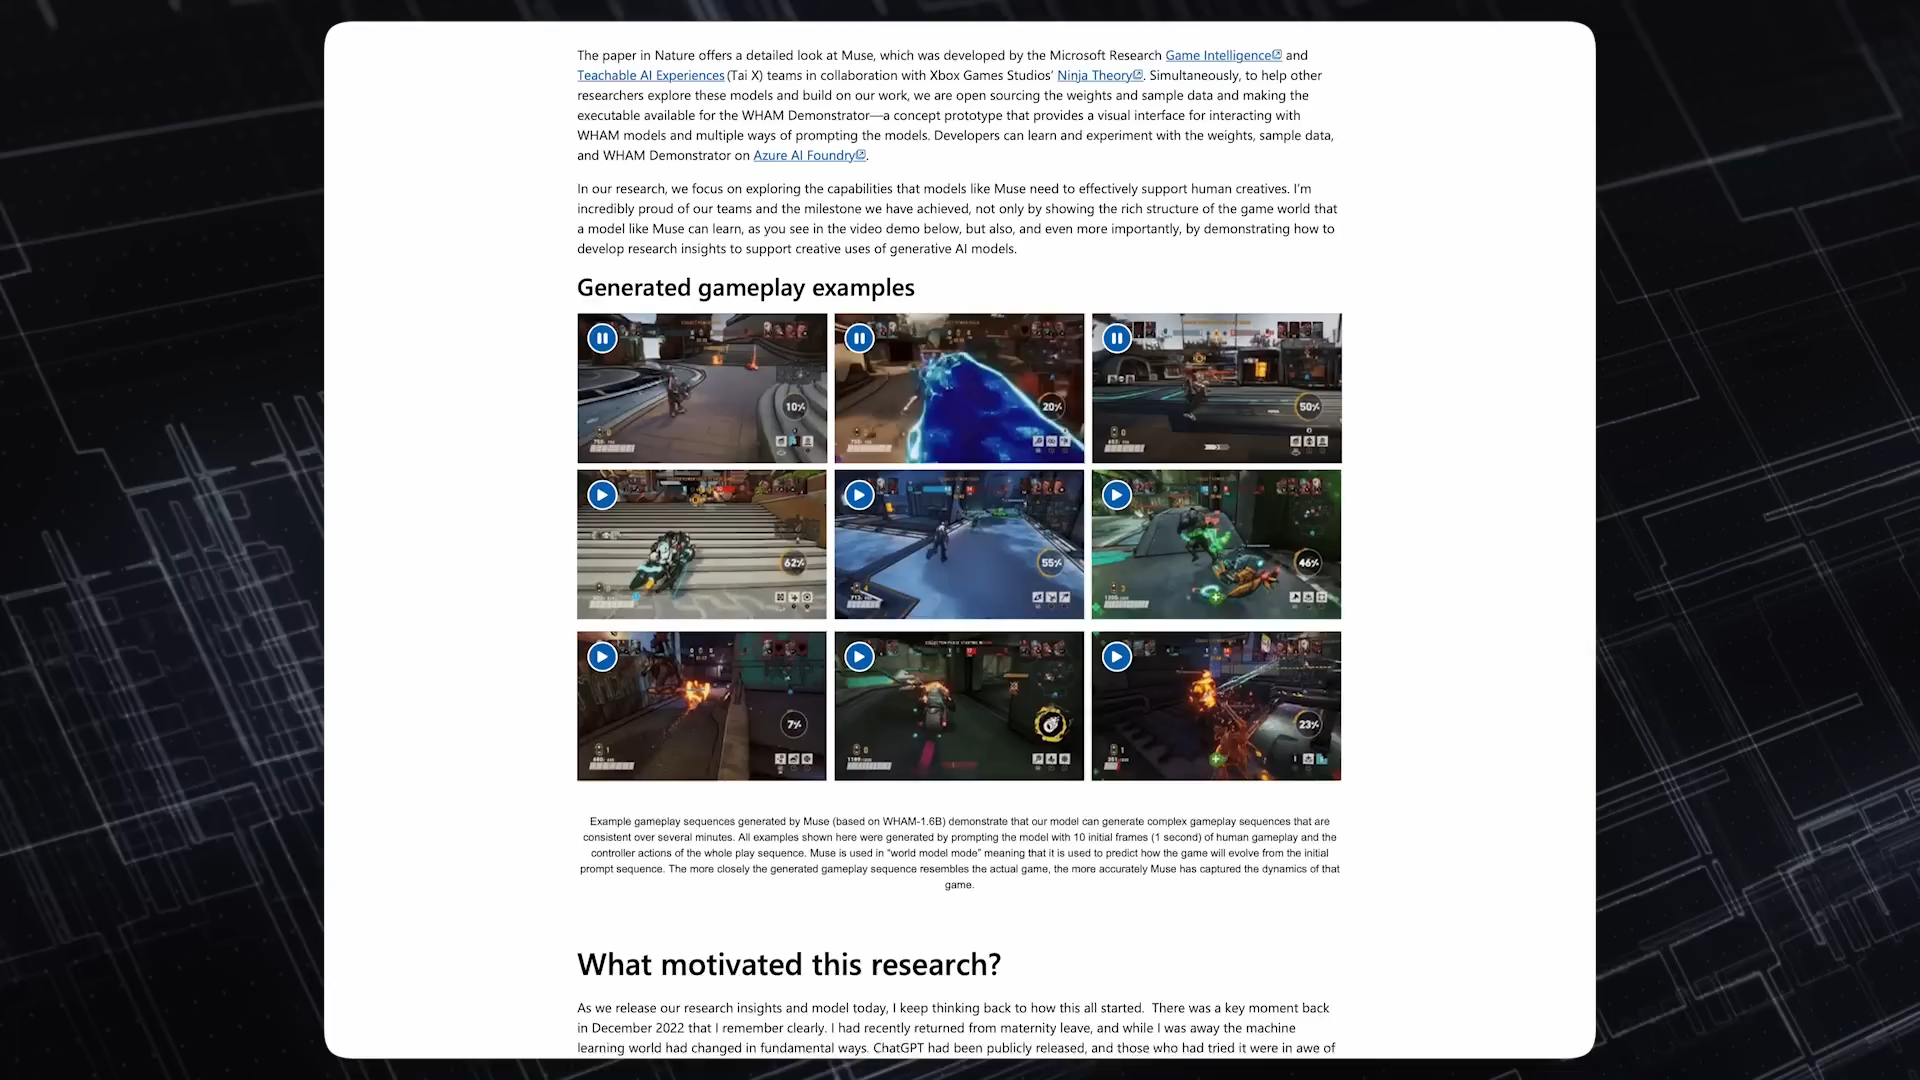 The paper in Nature offers a detailed look at Muse, which was developed by the Microsoft Research Game Intelligence and
Teachable AI Experiences (Tai X) teams in collaboration with Xbox Games Studios' Ninja Theory. Simultaneously, to help other
researchers explore these models and build on our work, we are open sourcing the weights and sample data and making the
executable available for the WHAM Demonstrator—a concept prototype that provides a visual interface for interacting with
WHAM models and multiple ways of prompting the models. Developers can learn and experiment with the weights, sample data,
and WHAM Demonstrator on Azure AI Foundry.
In our research, we focus on exploring the capabilities that models like Muse need to effectively support human creatives. I'm
incredibly proud of our teams and the milestone we have achieved, not only by showing the rich structure of the game world that
a model like Muse can learn, as you see in the video demo below, but also, and even more importantly, by demonstrating how to
develop research insights to support creative uses of generative AI models.
Generated gameplay examples
10%
20%
50%
62%
55%
46%
7%
23%
Example gameplay sequences generated by Muse (based on WHAM-1.6B) demonstrate that our model can generate complex gameplay sequences that are
consistent over several minutes. All examples shown here were generated by prompting the model with 10 initial frames (1 second) of human gameplay and the
controller actions of the whole play sequence. Muse is used in "world model mode" meaning that it is used to predict how the game will evolve from the initial
prompt sequence. The more closely the generated gameplay sequence resembles the actual game, the more accurately Muse has captured the dynamics of that
game.
What motivated this research?
As we release our research insights and model today, I keep thinking back to how this all started. There was a key moment back
in December 2022 that I remember clearly. I had recently returned from maternity leave, and while I was away the machine
learning world had changed in fundamental ways. ChatGPT had been publicly released, and those who had tried it were in awe of